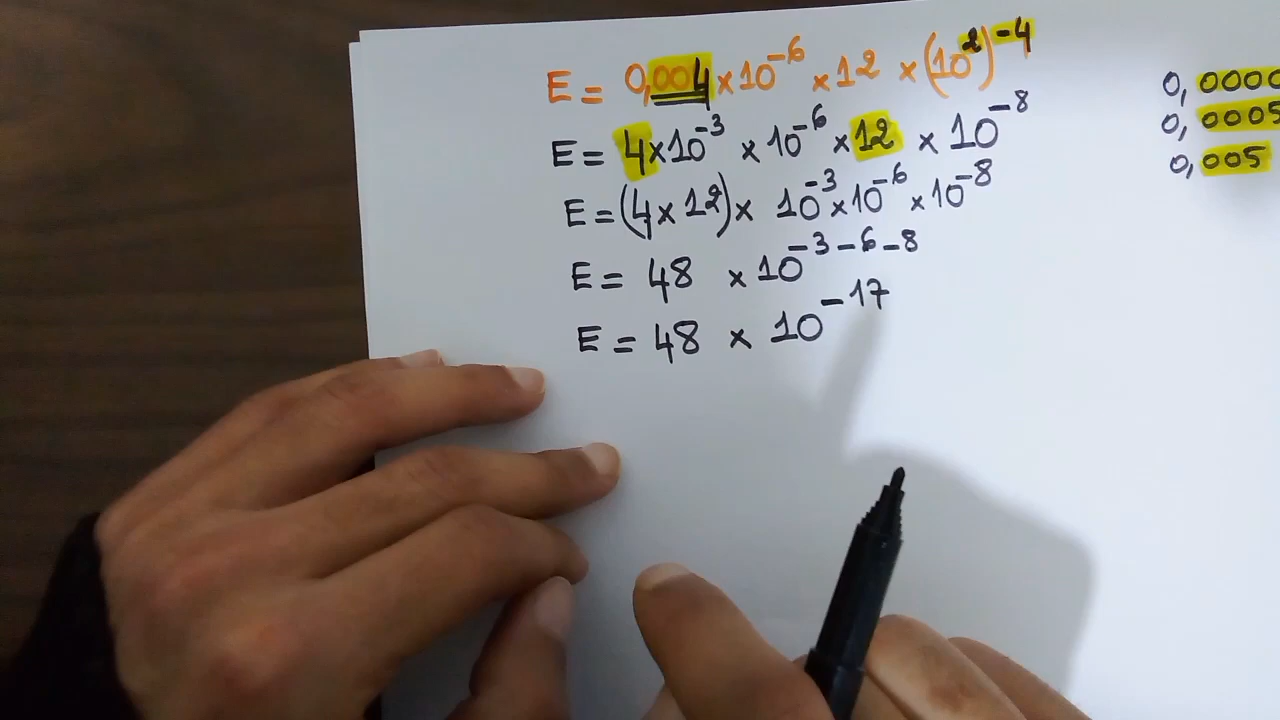 E = 0,004 × 10⁻⁶ × 12 × (10²)⁻⁴
E = 4 × 10⁻³ × 10⁻⁶ × 12 × 10⁻⁸
E = (4 × 12) × 10⁻³ × 10⁻⁶ × 10⁻⁸
E = 48 × 10⁻³⁻⁶⁻⁸
E = 48 × 10⁻¹⁷
0,0000
0,0005
0,005